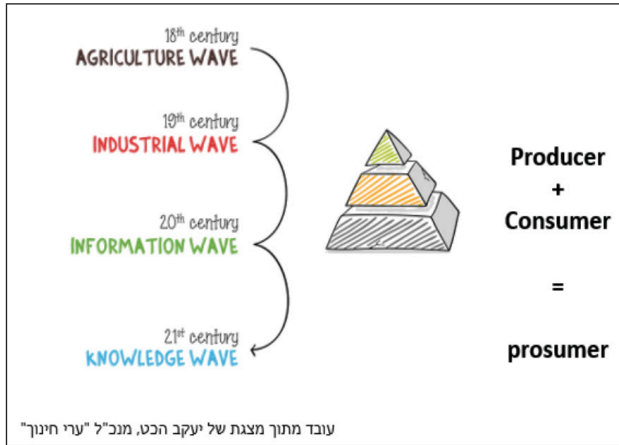 18th century
AGRICULTURE WAVE
19th century
INDUSTRIAL WAVE
20th century
INFORMATION WAVE
21st century
KNOWLEDGE WAVE
Producer
+
Consumer
=
prosumer
עובד מתוך מצגת של יעקב הכט, מנכ"ל "ערי חינוך"